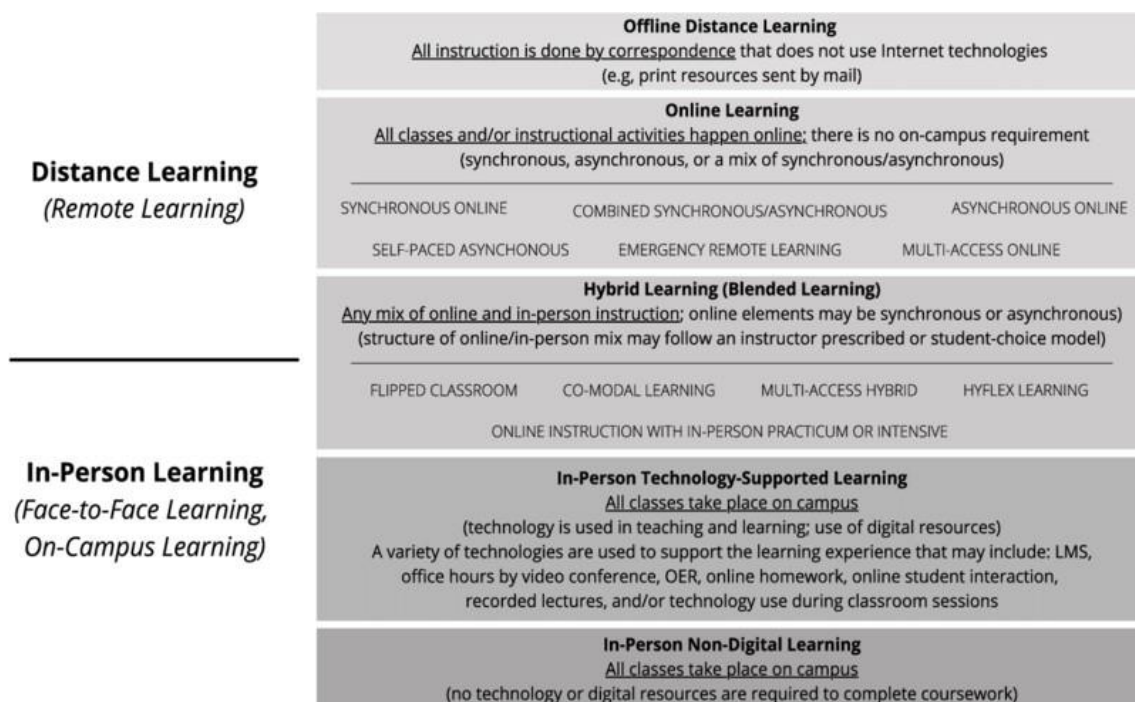 Offline Distance Learning
All instruction is done by correspondence that does not use Internet technologies
(e.g, print resources sent by mail)
Online Learning
All classes and/or instructional activities happen online; there is no on-campus requirement
(synchronous, asynchronous, or a mix of synchronous/asynchronous)
SYNCHRONOUS ONLINE COMBINED SYNCHRONOUS/ASYNCHRONOUS ASYNCHRONOUS ONLINE
SELF-PACED ASYNCHONOUS EMERGENCY REMOTE LEARNING MULTI-ACCESS ONLINE
Distance Learning
(Remote Learning)
Hybrid Learning (Blended Learning)
Any mix of online and in-person instruction; online elements may be synchronous or asynchronous)
(structure of online/in-person mix may follow an instructor prescribed or student-choice model)
FLIPPED CLASSROOM CO-MODAL LEARNING MULTI-ACCESS HYBRID HYFLEX LEARNING
ONLINE INSTRUCTION WITH IN-PERSON PRACTICUM OR INTENSIVE
In-Person Learning
(Face-to-Face Learning,
On-Campus Learning)
In-Person Technology-Supported Learning
All classes take place on campus
(technology is used in teaching and learning; use of digital resources)
A variety of technologies are used to support the learning experience that may include: LMS,
office hours by video conference, OER, online homework, online student interaction,
recorded lectures, and/or technology use during classroom sessions
In-Person Non-Digital Learning
All classes take place on campus
(no technology or digital resources are required to complete coursework)